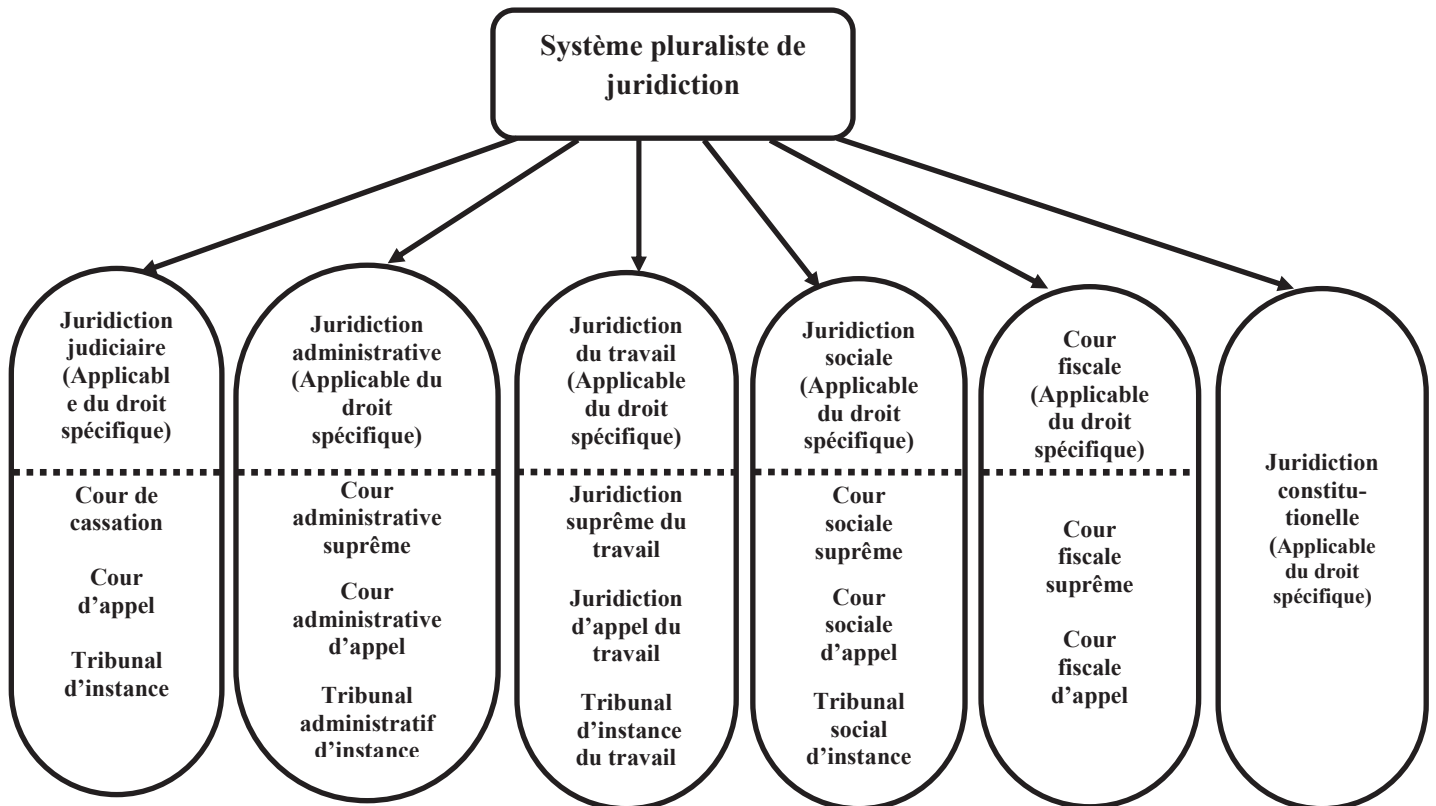 Système pluraliste de
juridiction
Juridiction
judiciaire
(Applicabl
e du droit
spécifique)
Cour de
cassation
Cour
d’appel
Tribunal
d’instance
Juridiction
administrative
(Applicable du
droit
spécifique)
Cour
administrative
suprême
Cour
administrative
d’appel
Tribunal
administratif
d’instance
Juridiction
du travail
(Applicable
du droit
spécifique)
Juridiction
suprême du
travail
Juridiction
d’appel du
travail
Tribunal
d’instance
du travail
Juridiction
sociale
(Applicable
du droit
spécifique)
Cour
sociale
suprême
Cour
sociale
d’appel
Tribunal
social
d’instance
Cour
fiscale
(Applicable
du droit
spécifique)
Cour
fiscale
suprême
Cour
fiscale
d’appel
Juridiction
constitu-
tionelle
(Applicable
du droit
spécifique)